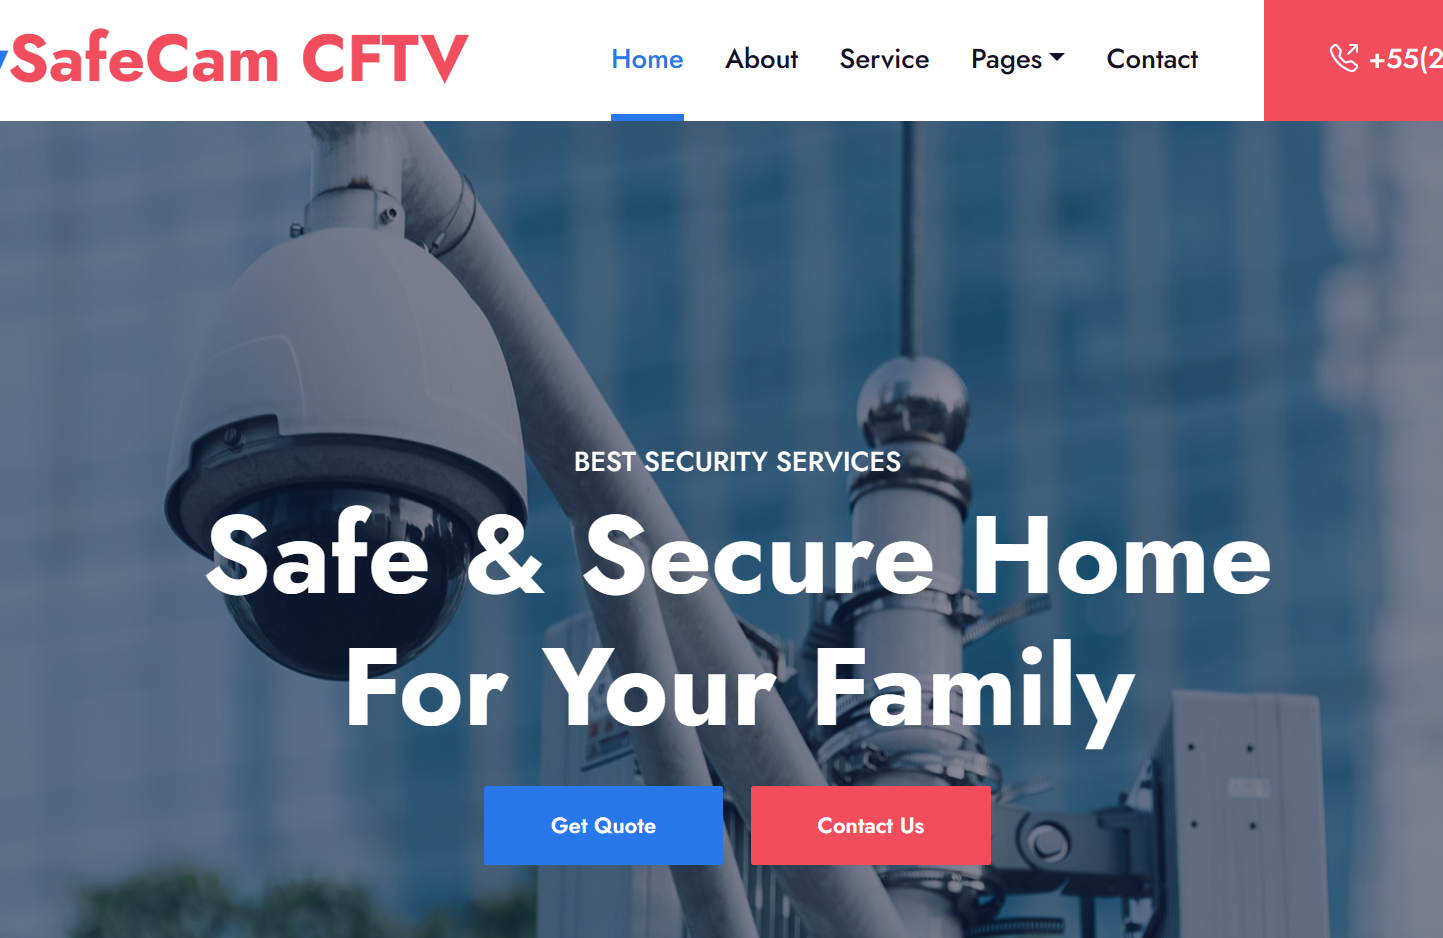 ySafeCam CFTV
Home About Service Pages Contact
+55(2
BEST SECURITY SERVICES
Safe & Secure Home
For Your Family
Get Quote
Contact Us